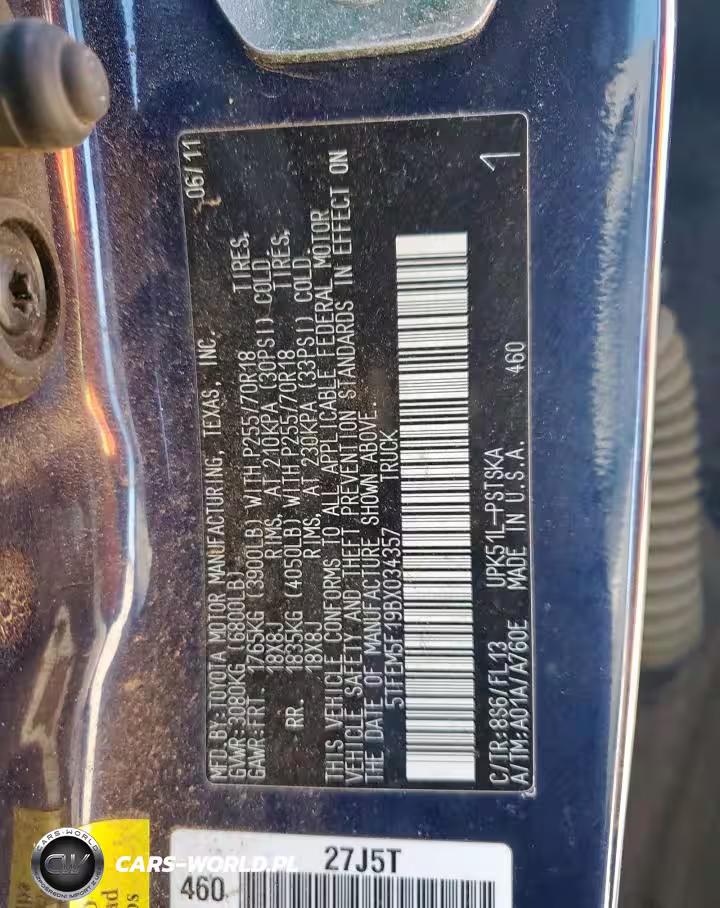 MFD.BY:TOYOTA MOTOR MANUFACTURING, TEXAS, INC. 06/11
GVWR:3080KG (6800LB)
GAWR:FRT. 1765KG (3900LB) WITH P255/70R18 TIRES,
18X8J RIMS, AT 210KPA (30PSI) COLD.
RR. 1835KG (4050LB) WITH P255/70R18 TIRES,
18X8J RIMS, AT 230KPA (33PSI) COLD.
THIS VEHICLE CONFORMS TO ALL APPLICABLE FEDERAL MOTOR
VEHICLE SAFETY AND THEFT PREVENTION STANDARDS IN EFFECT ON
THE DATE OF MANUFACTURE SHOWN ABOVE.
5TFEM5F19BX034357 TRUCK
C/TR:8S6/FL13 UPK51L-PSTSKA 460
A/TM:A01A/A760E MADE IN U.S.A. 1
27J5T
460
CARS-WORLD
CW
CARS-WORLD.PL